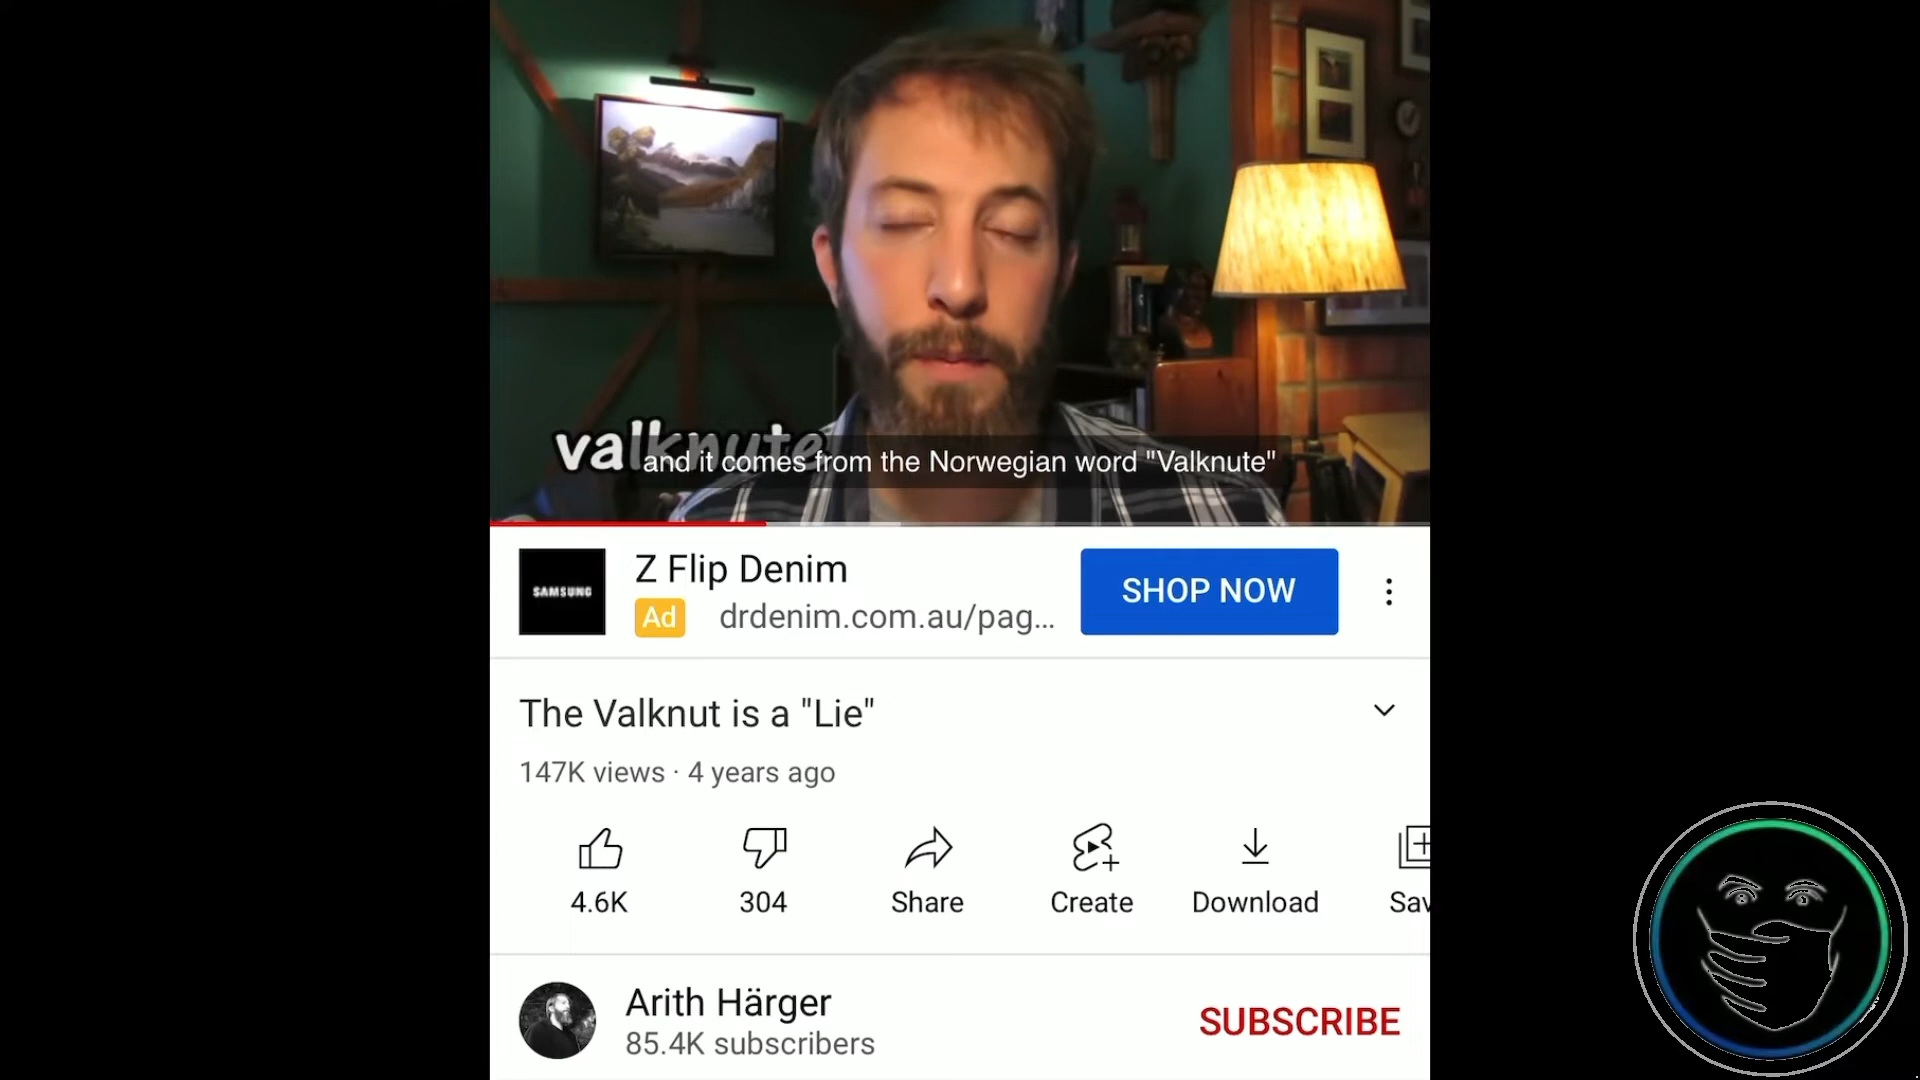 valknute
and it comes from the Norwegian word "Valknute"
SAMSUNG
Z Flip Denim
Ad drdenim.com.au/pag...
SHOP NOW
The Valknut is a "Lie"
147K views · 4 years ago
4.6K 304 Share Create Download Sav
Arith Härger
85.4K subscribers
SUBSCRIBE